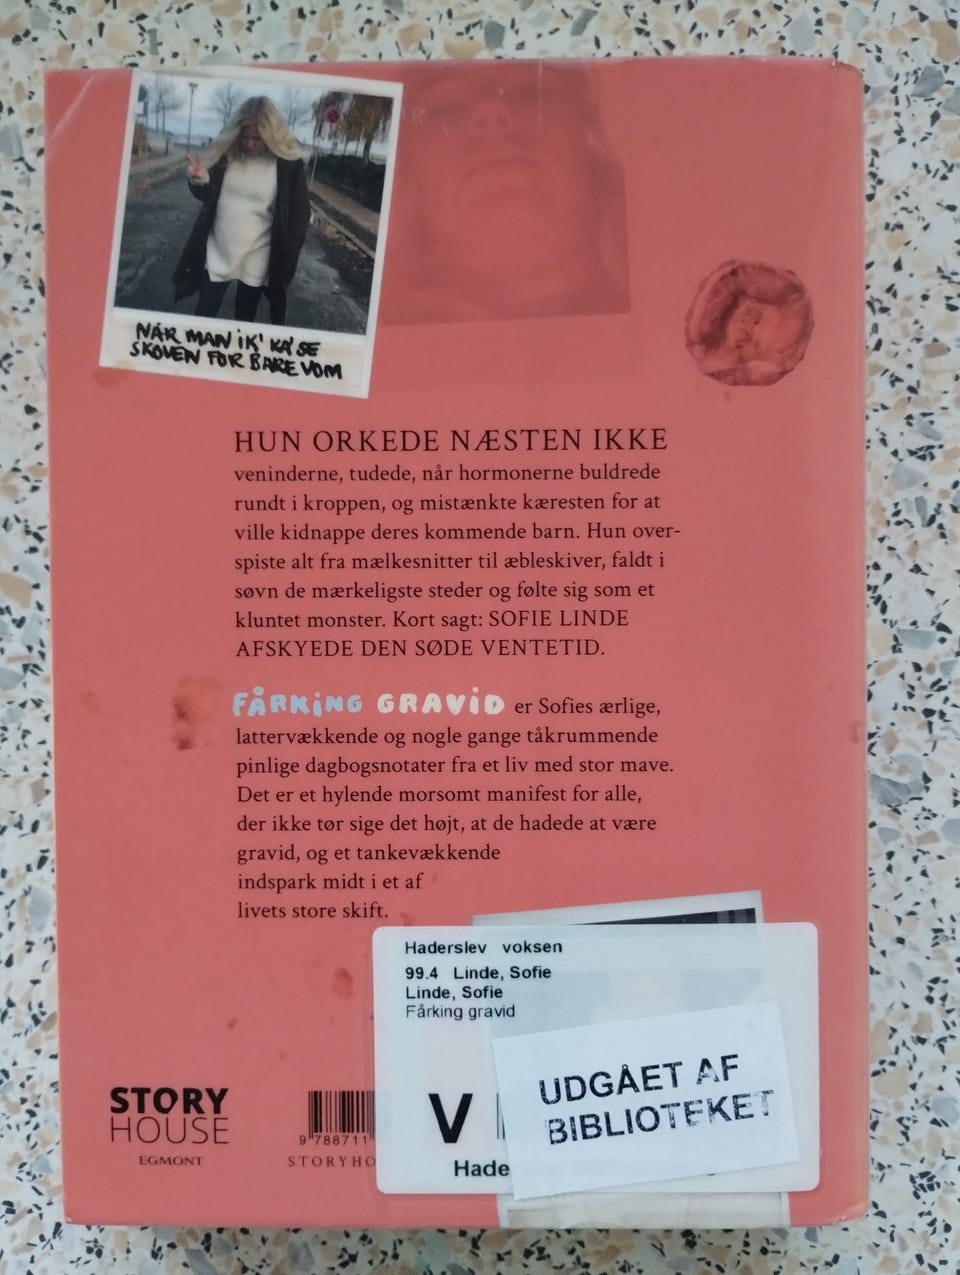 NÅR MAN iK' KA' SE
SKOVEN FOR BARE VOM
HUN ORKEDE NÆSTEN IKKE
veninderne, tudede, når hormonerne buldrede
rundt i kroppen, og mistænkte kæresten for at
ville kidnappe deres kommende barn. Hun over-
spiste alt fra mælkesnitter til æbleskiver, faldt i
søvn de mærkeligste steder og følte sig som et
kluntet monster. Kort sagt: SOFIE LINDE
AFSKYEDE DEN SØDE VENTETID.
FÅRKiNG GRAViD er Sofies ærlige,
lattervækkende og nogle gange tåkrummende
pinlige dagbogsnotater fra et liv med stor mave.
Det er et hylende morsomt manifest for alle,
der ikke tør sige det højt, at de hadede at være
gravid, og et tankevækkende
indspark midt i et af
livets store skift.
Haderslev voksen
99.4 Linde, Sofie
Linde, Sofie
Fårking gravid
UDGÅET AF
BIBLIOTEKET
V
Hade
STORY
HOUSE
EGMONT
9 788711
STORYHO